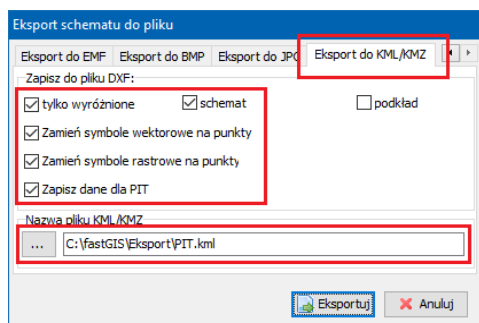 Eksport schematu do pliku
Eksport do EMF Eksport do BMP Eksport do JPG Eksport do KML/KMZ
Zapisz do pliku DXF:
tylko wyróżnione schemat podkład
Zamień symbole wektorowe na punkty
Zamień symbole rastrowe na punkty
Zapisz dane dla PIT
Nazwa pliku KML/KMZ
... C:\fastGIS\Eksport\PIT.kml
Eksportuj Anuluj